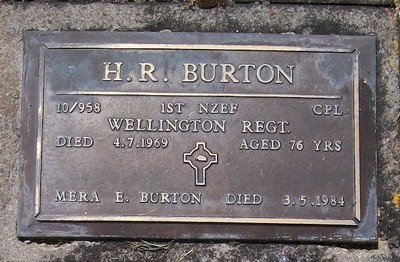 H. R. BURTON
10/958 1ST NZEF CPL
WELLINGTON REGT.
DIED 4.7.1969 AGED 76 YRS
MERA E. BURTON DIED 3.5.1984